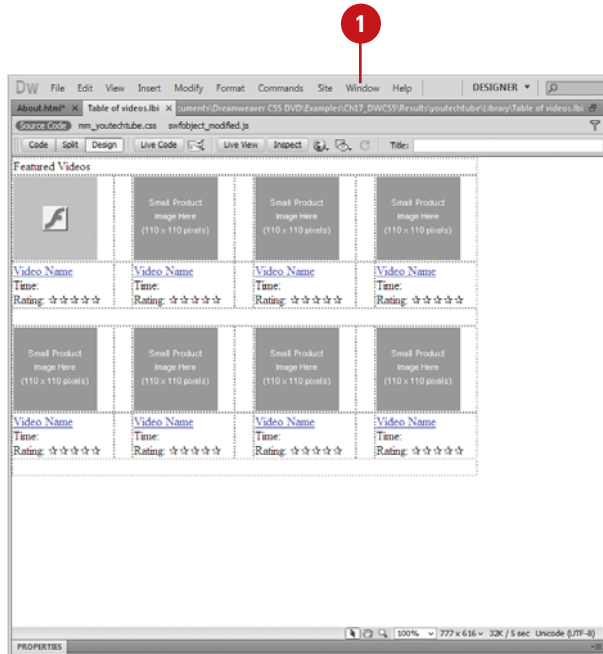 1
DW File Edit View Insert Modify Format Commands Site Window Help DESIGNER
About.html* × Table of videos.lbi × cuments\Dreamweaver CS5 DVD\Examples\Ch17_DWCS5\Results\youtechtube\Library\Table of videos.lbi
Source Code mm_youtechtube.css swfobject_modified.js
Code Split Design Live Code Live View Inspect Title:
Featured Videos
Small Product Image Here (110 x 110 pixels)
Small Product Image Here (110 x 110 pixels)
Small Product Image Here (110 x 110 pixels)
Video Name Video Name Video Name Video Name
Time: Time: Time: Time:
Rating: ☆☆☆☆☆ Rating: ☆☆☆☆☆ Rating: ☆☆☆☆☆ Rating: ☆☆☆☆☆
Small Product Image Here (110 x 110 pixels)
Small Product Image Here (110 x 110 pixels)
Small Product Image Here (110 x 110 pixels)
Small Product Image Here (110 x 110 pixels)
Video Name Video Name Video Name Video Name
Time: Time: Time: Time:
Rating: ☆☆☆☆☆ Rating: ☆☆☆☆☆ Rating: ☆☆☆☆☆ Rating: ☆☆☆☆☆
100% 777 x 616 32K / 5 sec Unicode (UTF-8)
PROPERTIES